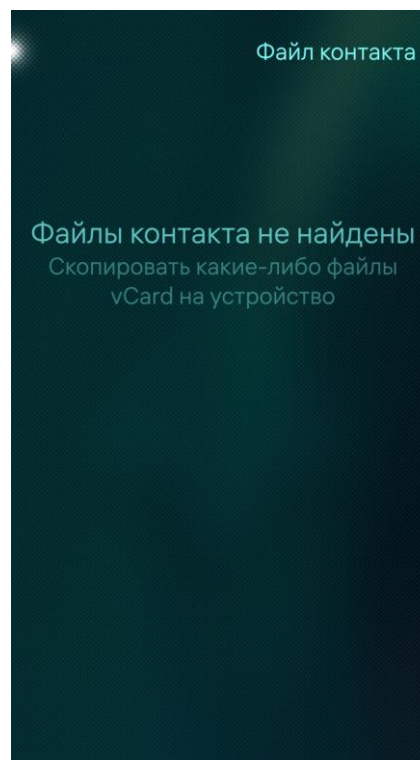 Файл контакта
Файлы контакта не найдены
Скопировать какие-либо файлы
vCard на устройство